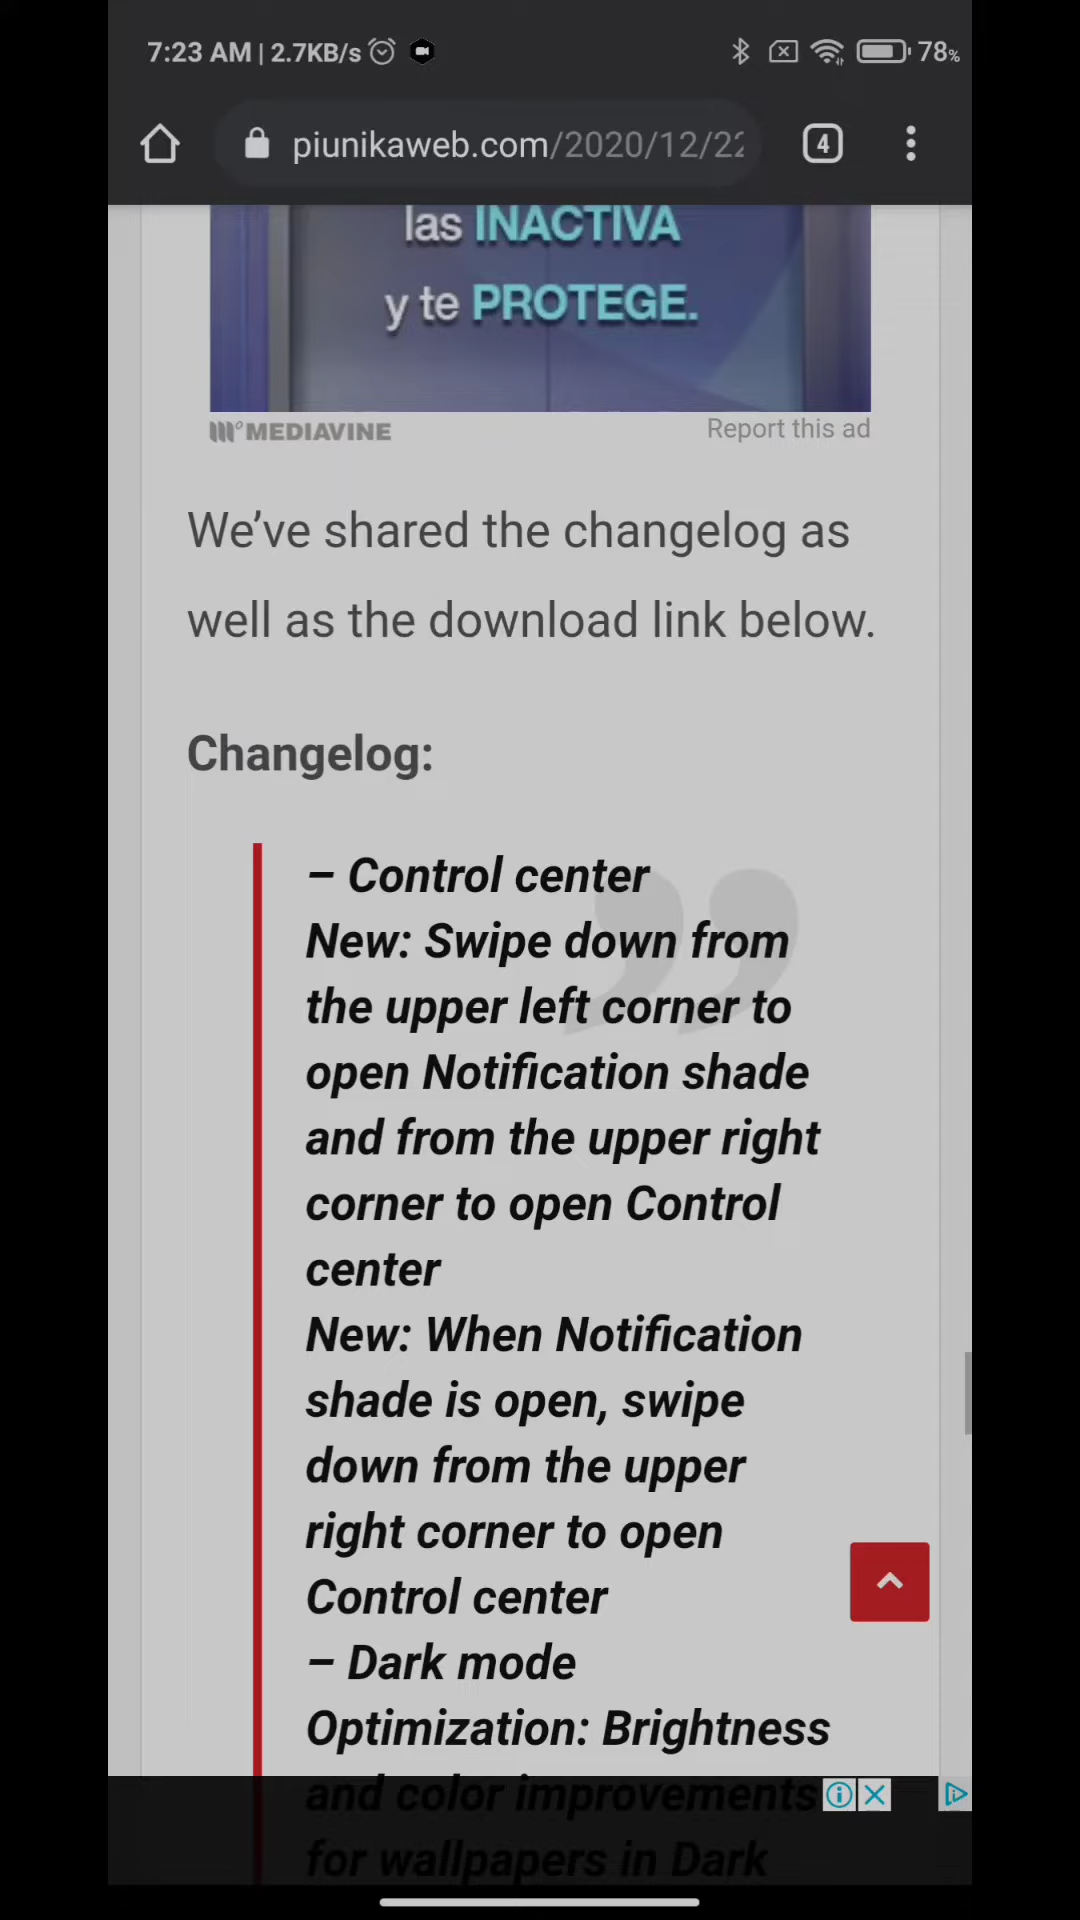 7:23 AM | 2.7KB/s 78%
piunikaweb.com/2020/12/22 4
las INACTIVA
y te PROTEGE.
MEDIAVINE Report this ad
We’ve shared the changelog as
well as the download link below.
Changelog:
– Control center
New: Swipe down from
the upper left corner to
open Notification shade
and from the upper right
corner to open Control
center
New: When Notification
shade is open, swipe
down from the upper
right corner to open
Control center
– Dark mode
Optimization: Brightness
and color improvements
for wallpapers in Dark